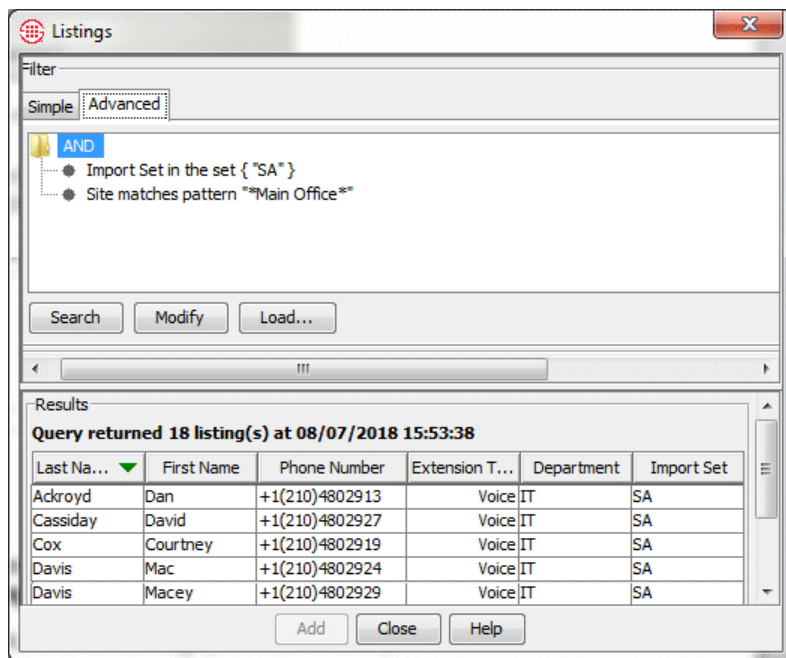 Listings
Filter
Simple Advanced
AND
Import Set in the set { "SA" }
Site matches pattern "*Main Office*"
Search Modify Load...
Results
Query returned 18 listing(s) at 08/07/2018 15:53:38
Last Na... First Name Phone Number Extension T... Department Import Set
Ackroyd Dan +1(210)4802913 Voice IT SA
Cassiday David +1(210)4802927 Voice IT SA
Cox Courtney +1(210)4802919 Voice IT SA
Davis Mac +1(210)4802924 Voice IT SA
Davis Macey +1(210)4802929 Voice IT SA
Add Close Help